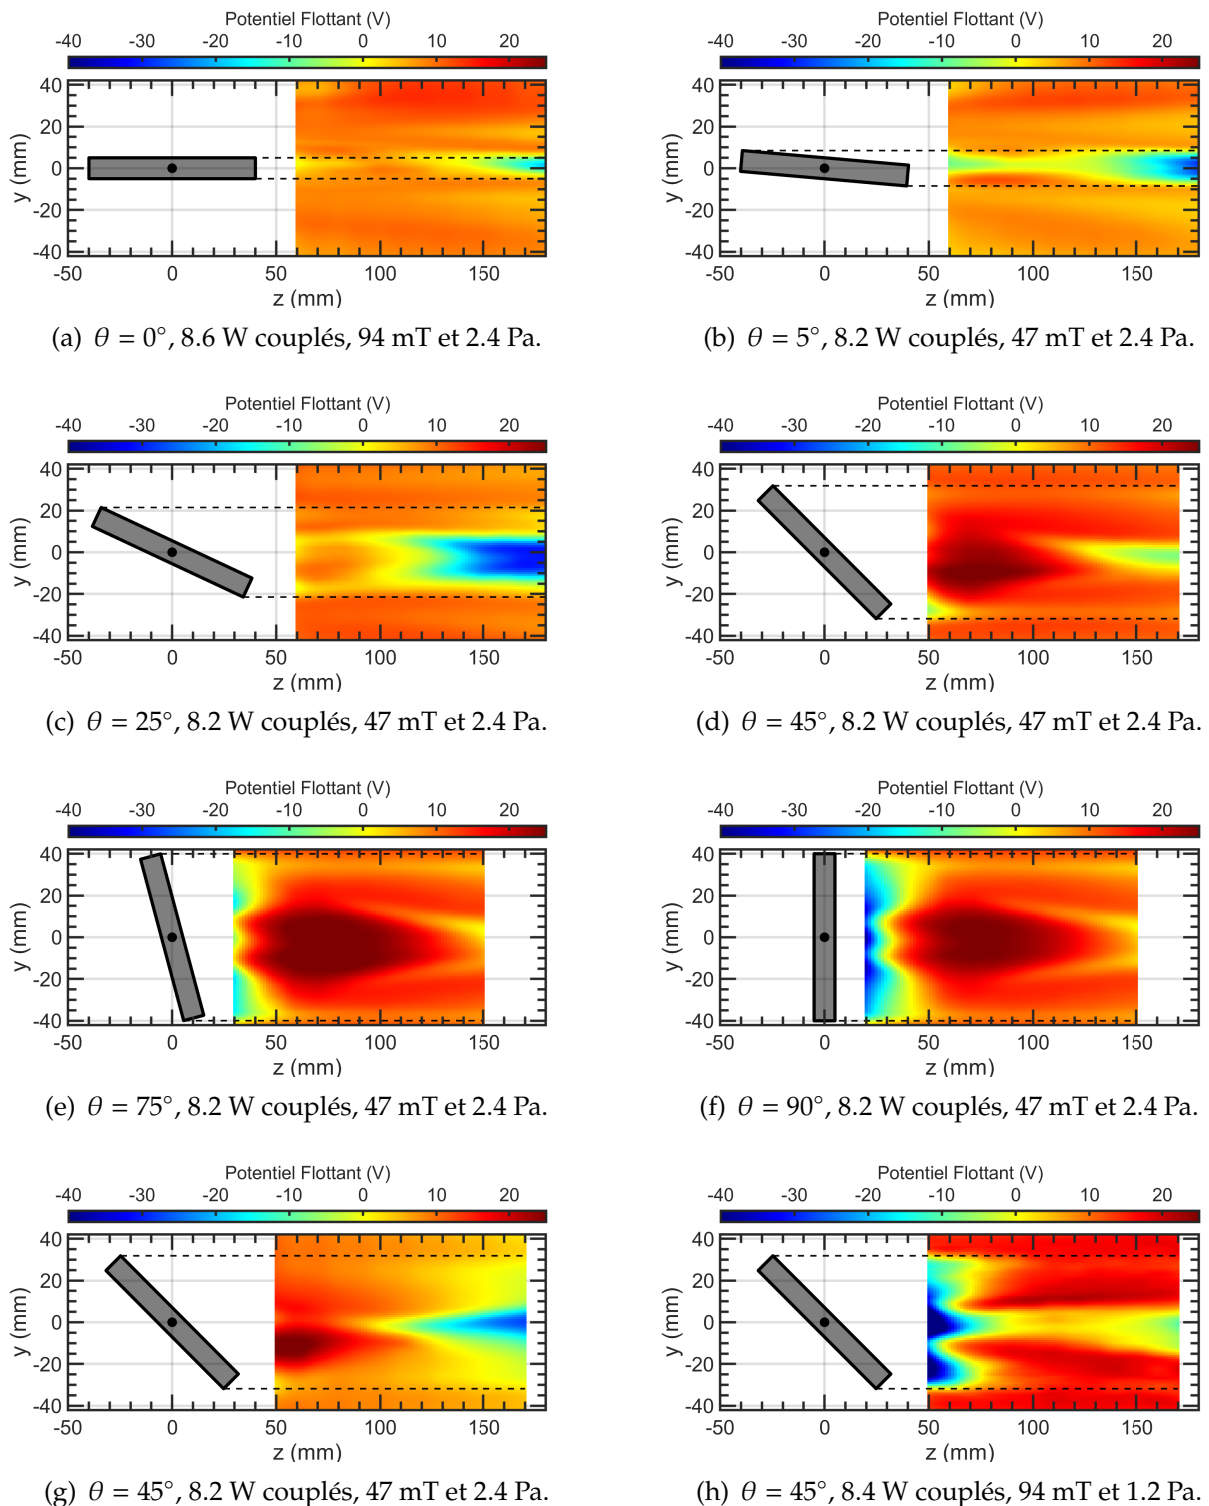 Potentiel Flottant (V)
-40 -30 -20 -10 0 10 20
y (mm)
40
20
0
-20
-40
-50 0 50 100 150
z (mm)
(a) θ = 0°, 8.6 W couplés, 94 mT et 2.4 Pa.
Potentiel Flottant (V)
-40 -30 -20 -10 0 10 20
y (mm)
40
20
0
-20
-40
-50 0 50 100 150
z (mm)
(b) θ = 5°, 8.2 W couplés, 47 mT et 2.4 Pa.
Potentiel Flottant (V)
-40 -30 -20 -10 0 10 20
y (mm)
40
20
0
-20
-40
-50 0 50 100 150
z (mm)
(c) θ = 25°, 8.2 W couplés, 47 mT et 2.4 Pa.
Potentiel Flottant (V)
-40 -30 -20 -10 0 10 20
y (mm)
40
20
0
-20
-40
-50 0 50 100 150
z (mm)
(d) θ = 45°, 8.2 W couplés, 47 mT et 2.4 Pa.
Potentiel Flottant (V)
-40 -30 -20 -10 0 10 20
y (mm)
40
20
0
-20
-40
-50 0 50 100 150
z (mm)
(e) θ = 75°, 8.2 W couplés, 47 mT et 2.4 Pa.
Potentiel Flottant (V)
-40 -30 -20 -10 0 10 20
y (mm)
40
20
0
-20
-40
-50 0 50 100 150
z (mm)
(f) θ = 90°, 8.2 W couplés, 47 mT et 2.4 Pa.
Potentiel Flottant (V)
-40 -30 -20 -10 0 10 20
y (mm)
40
20
0
-20
-40
-50 0 50 100 150
z (mm)
(g) θ = 45°, 8.2 W couplés, 47 mT et 2.4 Pa.
Potentiel Flottant (V)
-40 -30 -20 -10 0 10 20
y (mm)
40
20
0
-20
-40
-50 0 50 100 150
z (mm)
(h) θ = 45°, 8.4 W couplés, 94 mT et 1.2 Pa.